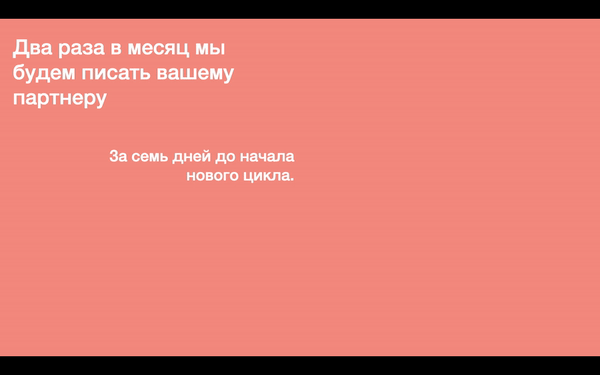 Два раза в месяц мы
будем писать вашему
партнеру
За семь дней до начала
нового цикла.